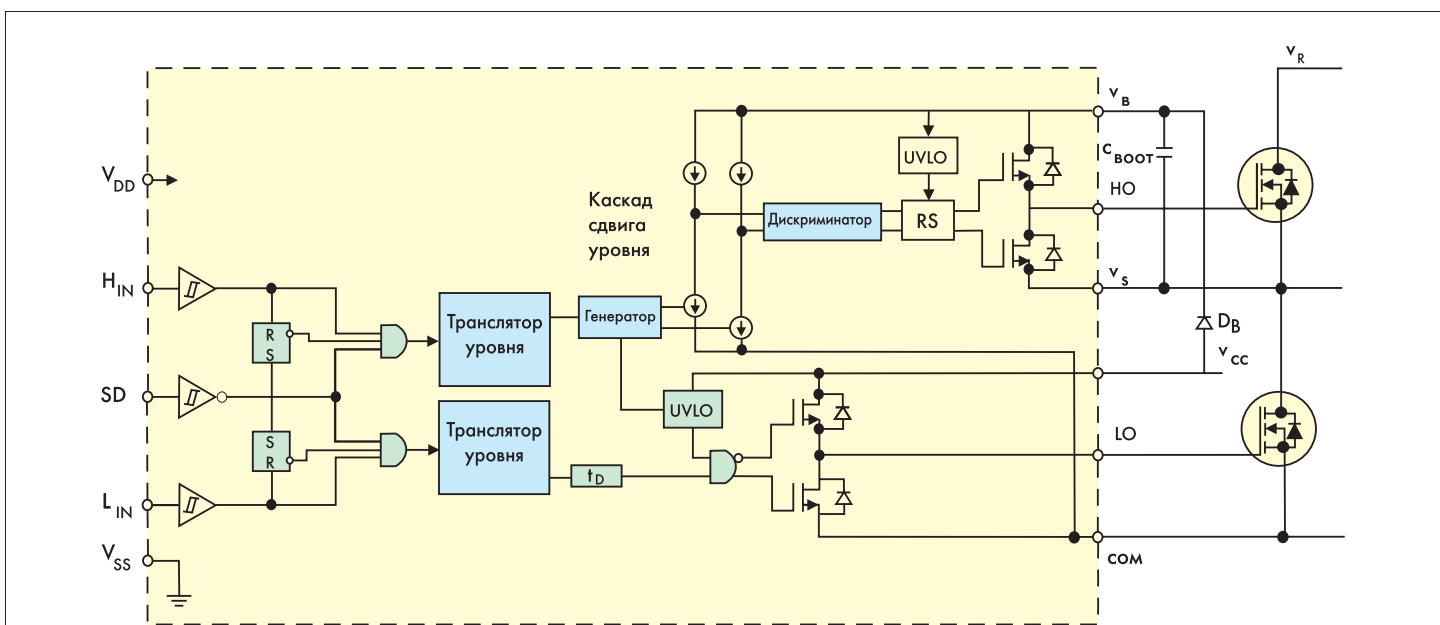 V_R
V_B
C_BOOT
UVLO
V_DD
HO
Каскад
сдвига
уровня
Дискриминатор
RS
V_S
H_IN
Транслятор
уровня
Генератор
D_B
R
S
V_CC
SD
UVLO
LO
S
R
Транслятор
уровня
t_D
L_IN
V_SS
COM